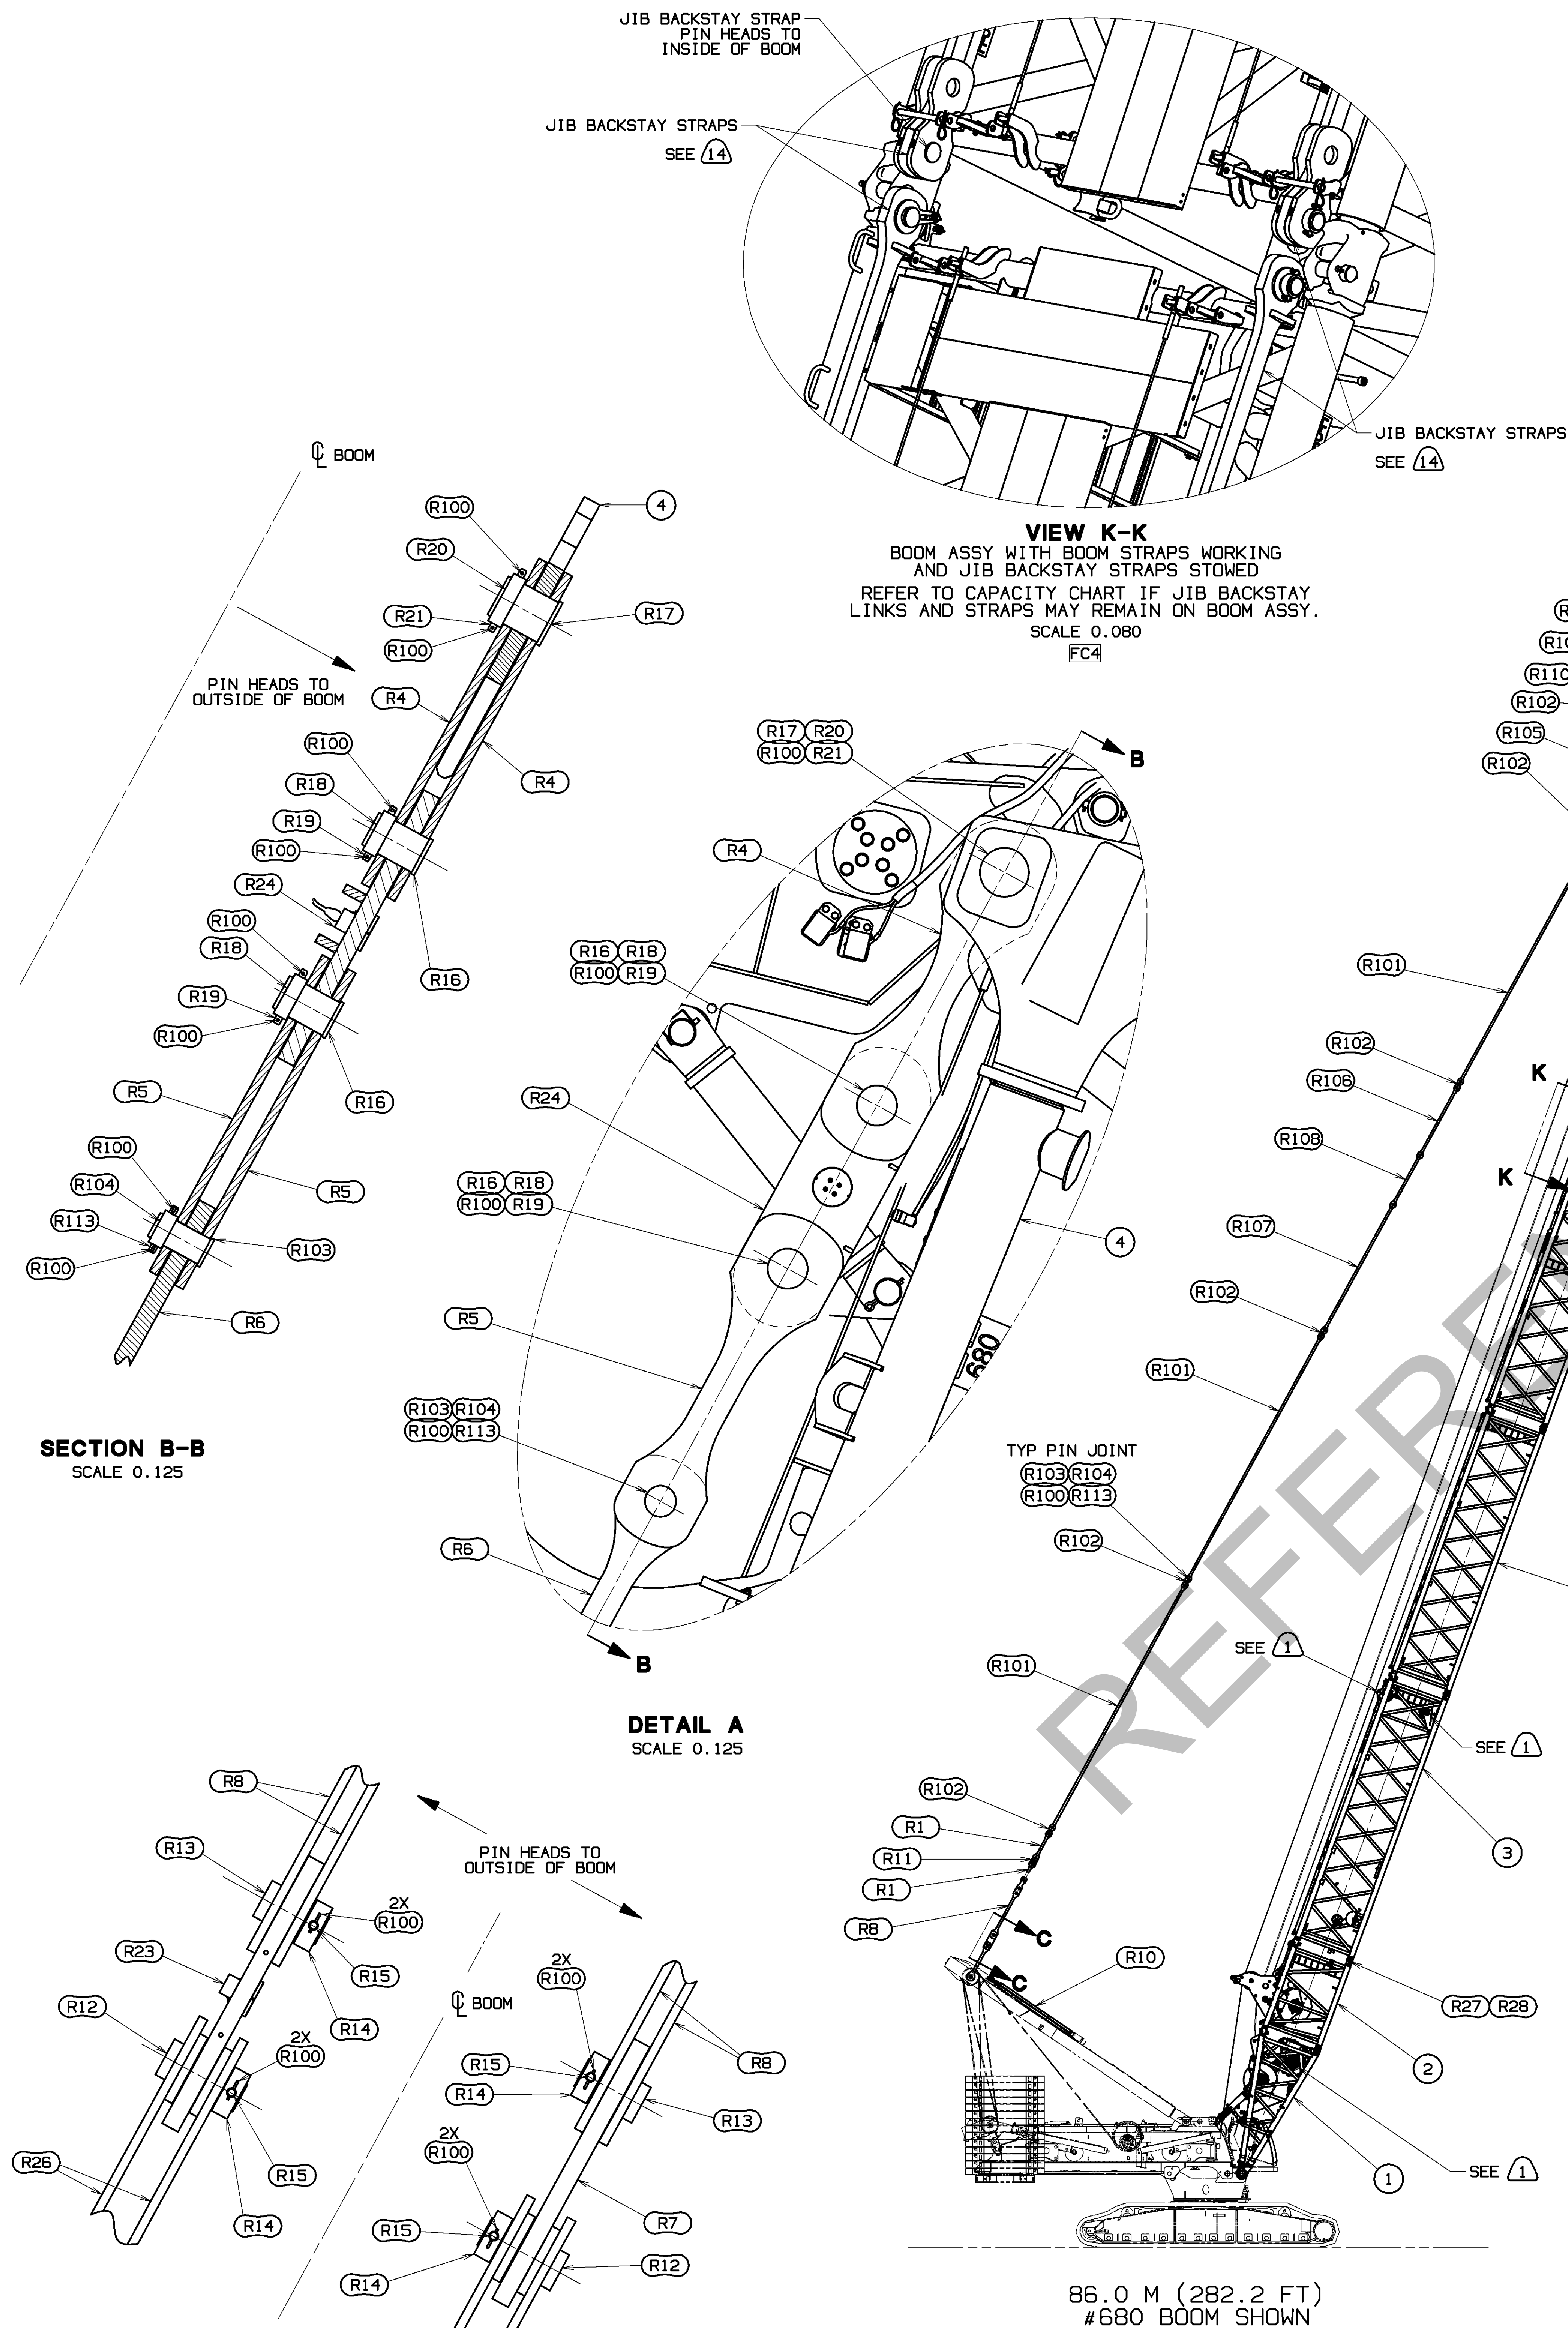 JIB BACKSTAY STRAP
PIN HEADS TO
INSIDE OF BOOM
JIB BACKSTAY STRAPS
SEE 14
JIB BACKSTAY STRAPS
SEE 14
VIEW K-K
BOOM ASSY WITH BOOM STRAPS WORKING
AND JIB BACKSTAY STRAPS STOWED
REFER TO CAPACITY CHART IF JIB BACKSTAY
LINKS AND STRAPS MAY REMAIN ON BOOM ASSY.
SCALE 0.080
FC4
℄ BOOM
PIN HEADS TO
OUTSIDE OF BOOM
R100
4
R20
R21
R17
R100
R4
R4
R100
R18
R19
R100
R24
R100
R18
R16
R19
R100
R5
R16
R100
R104
R5
R113
R103
R100
R6
SECTION B-B
SCALE 0.125
R17 R20
R100 R21
B
R4
R16 R18
R100 R19
R24
R16 R18
R100 R19
4
R5
680
R103 R104
R100 R113
R6
B
DETAIL A
SCALE 0.125
R110
R102
R105
R102
R101
R102
R106
K
R108
K
R107
R102
R101
TYP PIN JOINT
R103 R104
R100 R113
R102
SEE 1
R101
SEE 1
R102
R1
R11
R1
R8
3
C
C
R10
R27 R28
2
1
SEE 1
C
REFERE
86.0 M (282.2 FT)
#680 BOOM SHOWN
R8
PIN HEADS TO
OUTSIDE OF BOOM
R13
2X
R100
R23
R15
R12
R14
2X
R100
R26
R15
R14
℄ BOOM
2X
R100
R15
R8
R14
R13
2X
R100
R15
R7
R14
R12